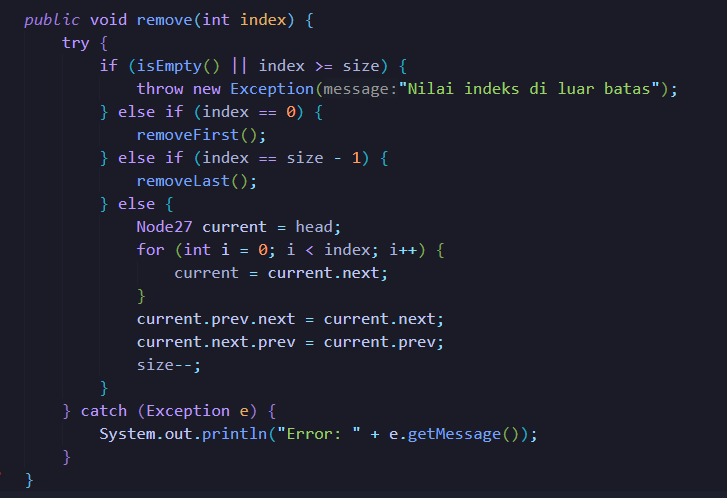 public void remove(int index) {
    try {
        if (isEmpty() || index >= size) {
            throw new Exception(message:"Nilai indeks di luar batas");
        } else if (index == 0) {
            removeFirst();
        } else if (index == size - 1) {
            removeLast();
        } else {
            Node27 current = head;
            for (int i = 0; i < index; i++) {
                current = current.next;
            }
            current.prev.next = current.next;
            current.next.prev = current.prev;
            size--;
        }
    } catch (Exception e) {
        System.out.println("Error: " + e.getMessage());
    }
}